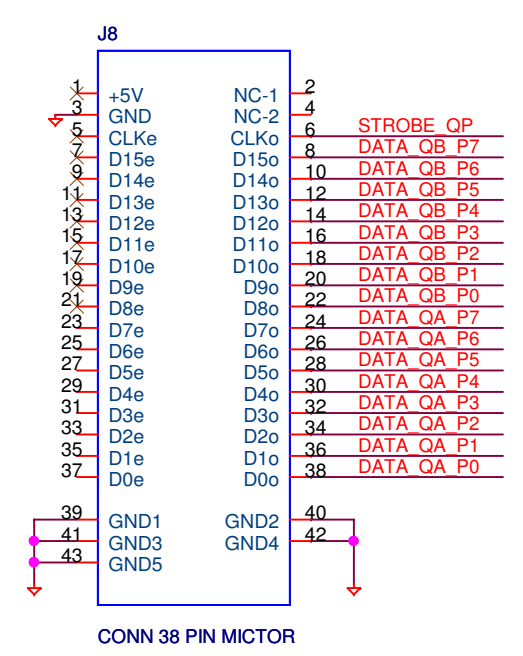 J8
1 +5V NC-1 2
3 GND NC-2 4
5 CLKe CLKo 6 STROBE_QP
7 D15e D15o 8 DATA_QB_P7
9 D14e D14o 10 DATA_QB_P6
11 D13e D13o 12 DATA_QB_P5
13 D12e D12o 14 DATA_QB_P4
15 D11e D11o 16 DATA_QB_P3
17 D10e D10o 18 DATA_QB_P2
19 D9e D9o 20 DATA_QB_P1
21 D8e D8o 22 DATA_QB_P0
23 D7e D7o 24 DATA_QA_P7
25 D6e D6o 26 DATA_QA_P6
27 D5e D5o 28 DATA_QA_P5
29 D4e D4o 30 DATA_QA_P4
31 D3e D3o 32 DATA_QA_P3
33 D2e D2o 34 DATA_QA_P2
35 D1e D1o 36 DATA_QA_P1
37 D0e D0o 38 DATA_QA_P0
39 GND1 GND2 40
41 GND3 GND4 42
43 GND5
CONN 38 PIN MICTOR